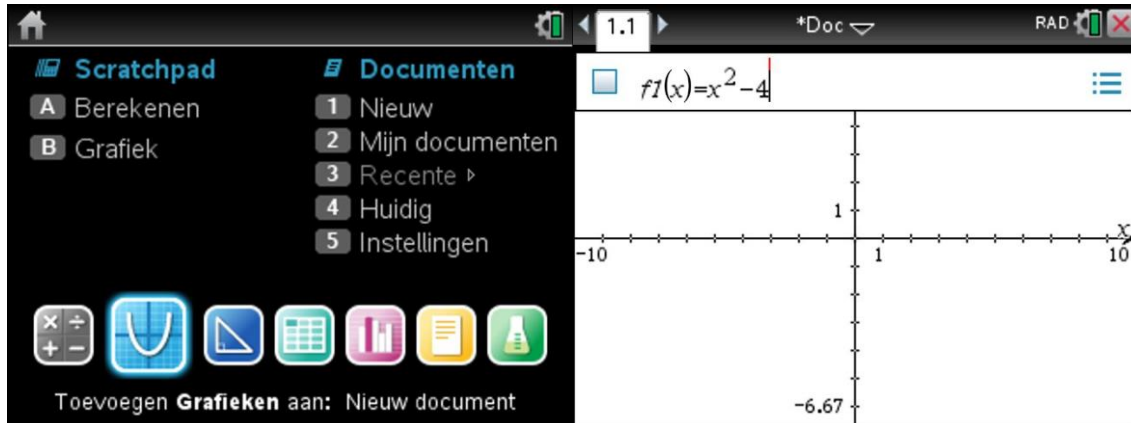 Scratchpad
A Berekenen
B Grafiek
Documenten
1 Nieuw
2 Mijn documenten
3 Recente ▷
4 Huidig
5 Instellingen
Toevoegen Grafieken aan: Nieuw document
1.1
*Doc
RAD
f1(x)=x²-4
1
x
-10
1
10
-6.67